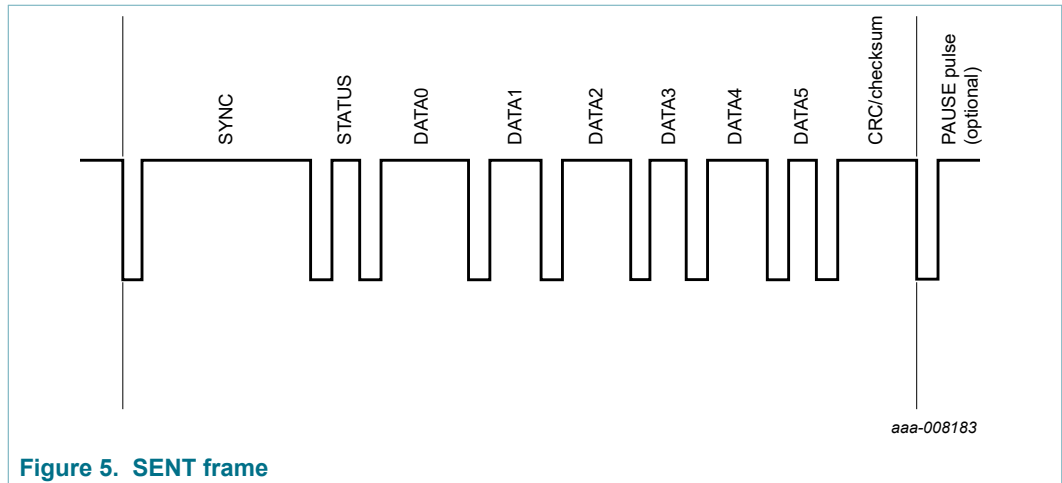 SYNC
STATUS
DATA0
DATA1
DATA2
DATA3
DATA4
DATA5
CRC/checksum
PAUSE pulse
(optional)
aaa-008183
Figure 5. SENT frame